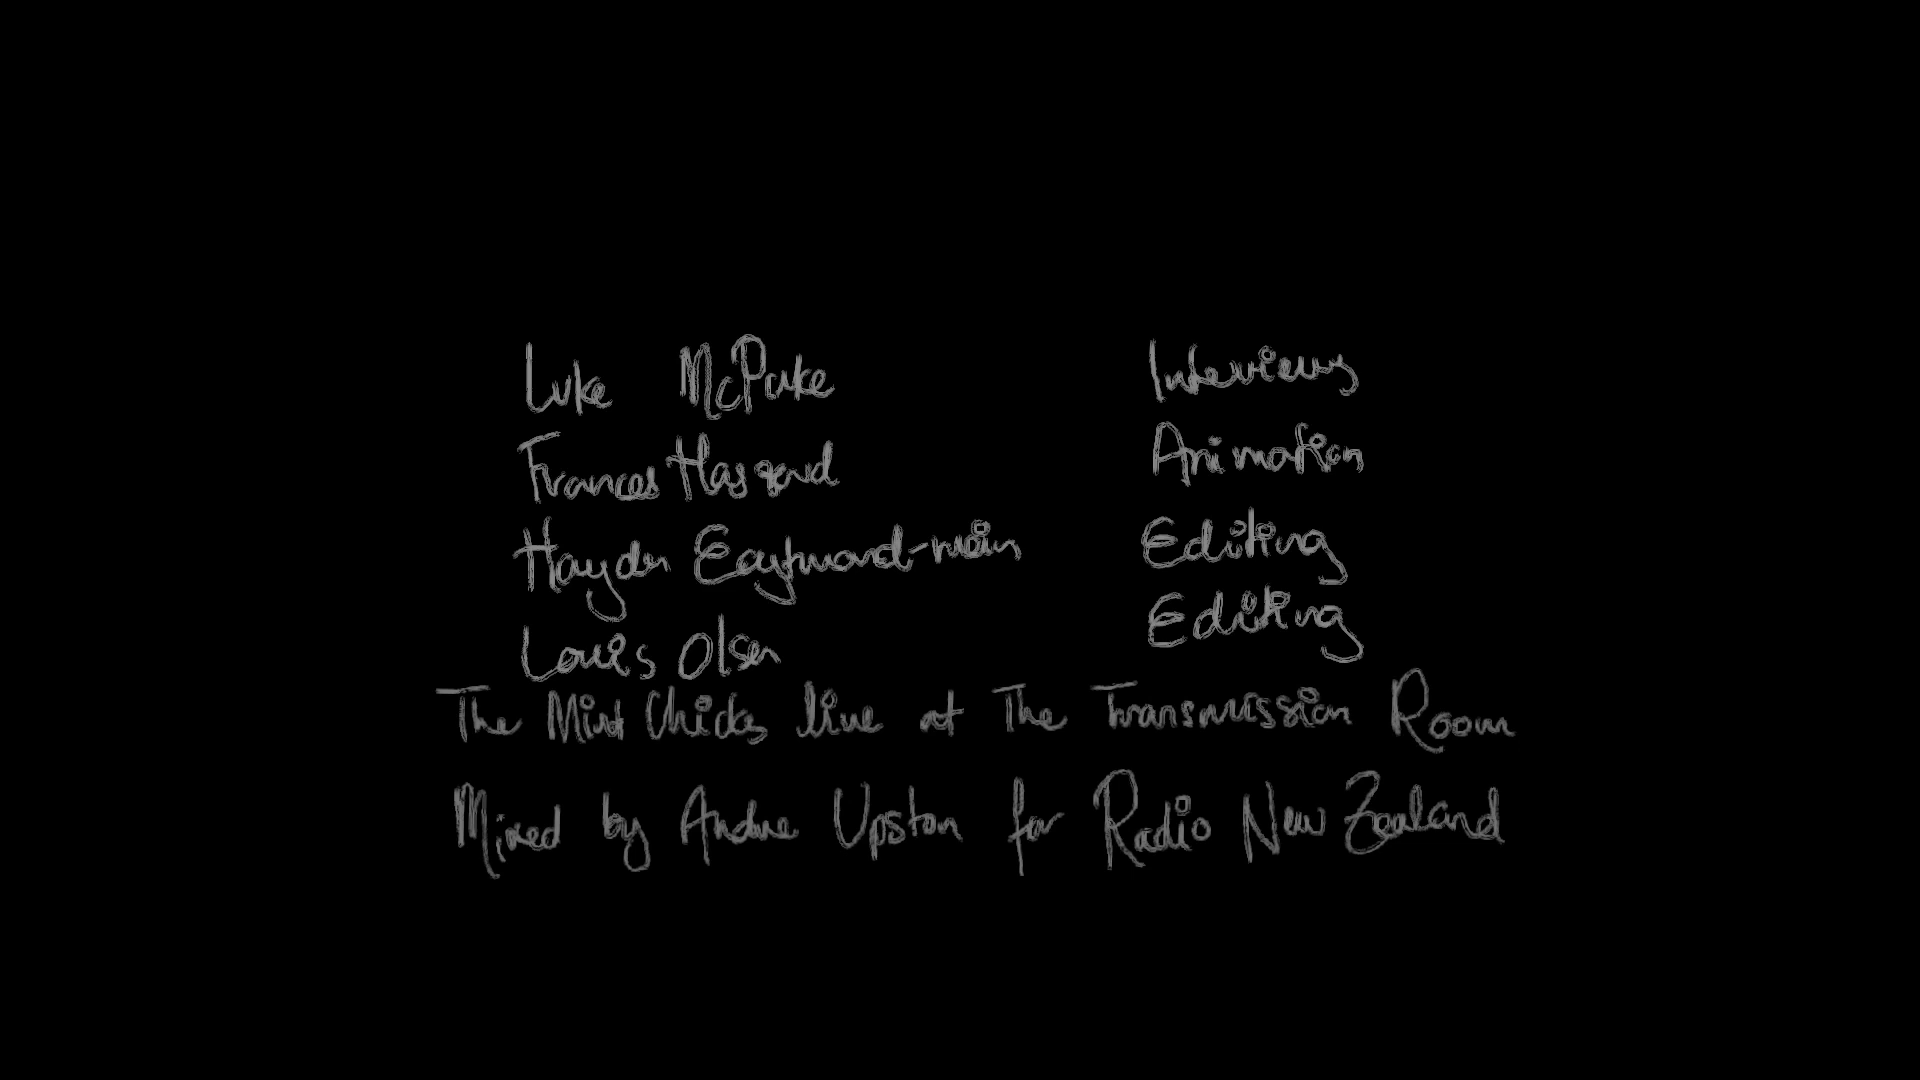 Luke McPake Interviews
Frances Haszard Animation
Hayden Eastmond-mein Editing
Louis Olsen Editing
The Mint Chicks live at The Transmission Room
Mixed by Andre Upston for Radio New Zealand